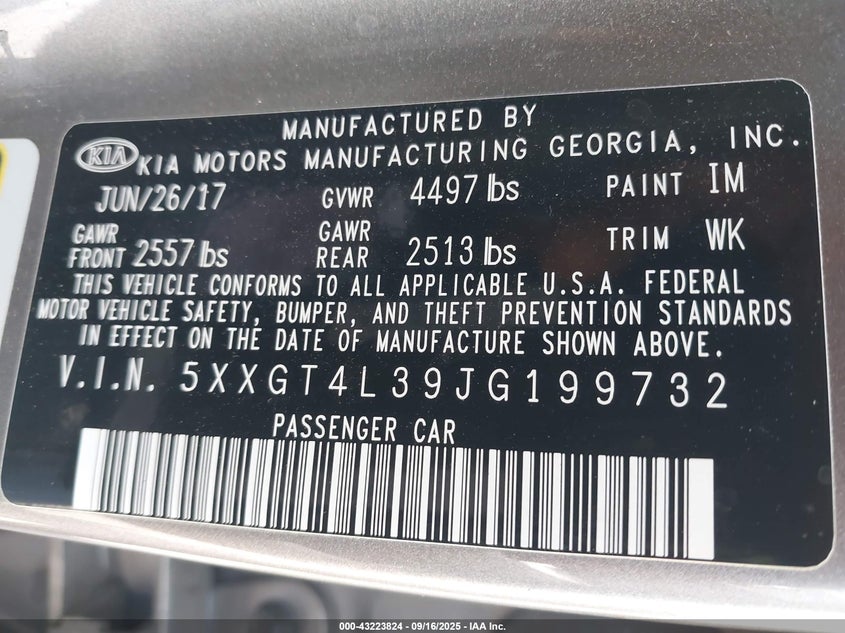 MANUFACTURED BY
KIA KIA MOTORS MANUFACTURING GEORGIA, INC.
JUN/26/17 GVWR 4497 lbs PAINT IM
GAWR FRONT 2557 lbs GAWR REAR 2513 lbs TRIM WK
THIS VEHICLE CONFORMS TO ALL APPLICABLE U.S.A. FEDERAL
MOTOR VEHICLE SAFETY, BUMPER, AND THEFT PREVENTION STANDARDS
IN EFFECT ON THE DATE OF MANUFACTURE SHOWN ABOVE.
V.I.N. 5XXGT4L39JG199732
PASSENGER CAR
000-43223824 - 09/16/2025 - IAA Inc.